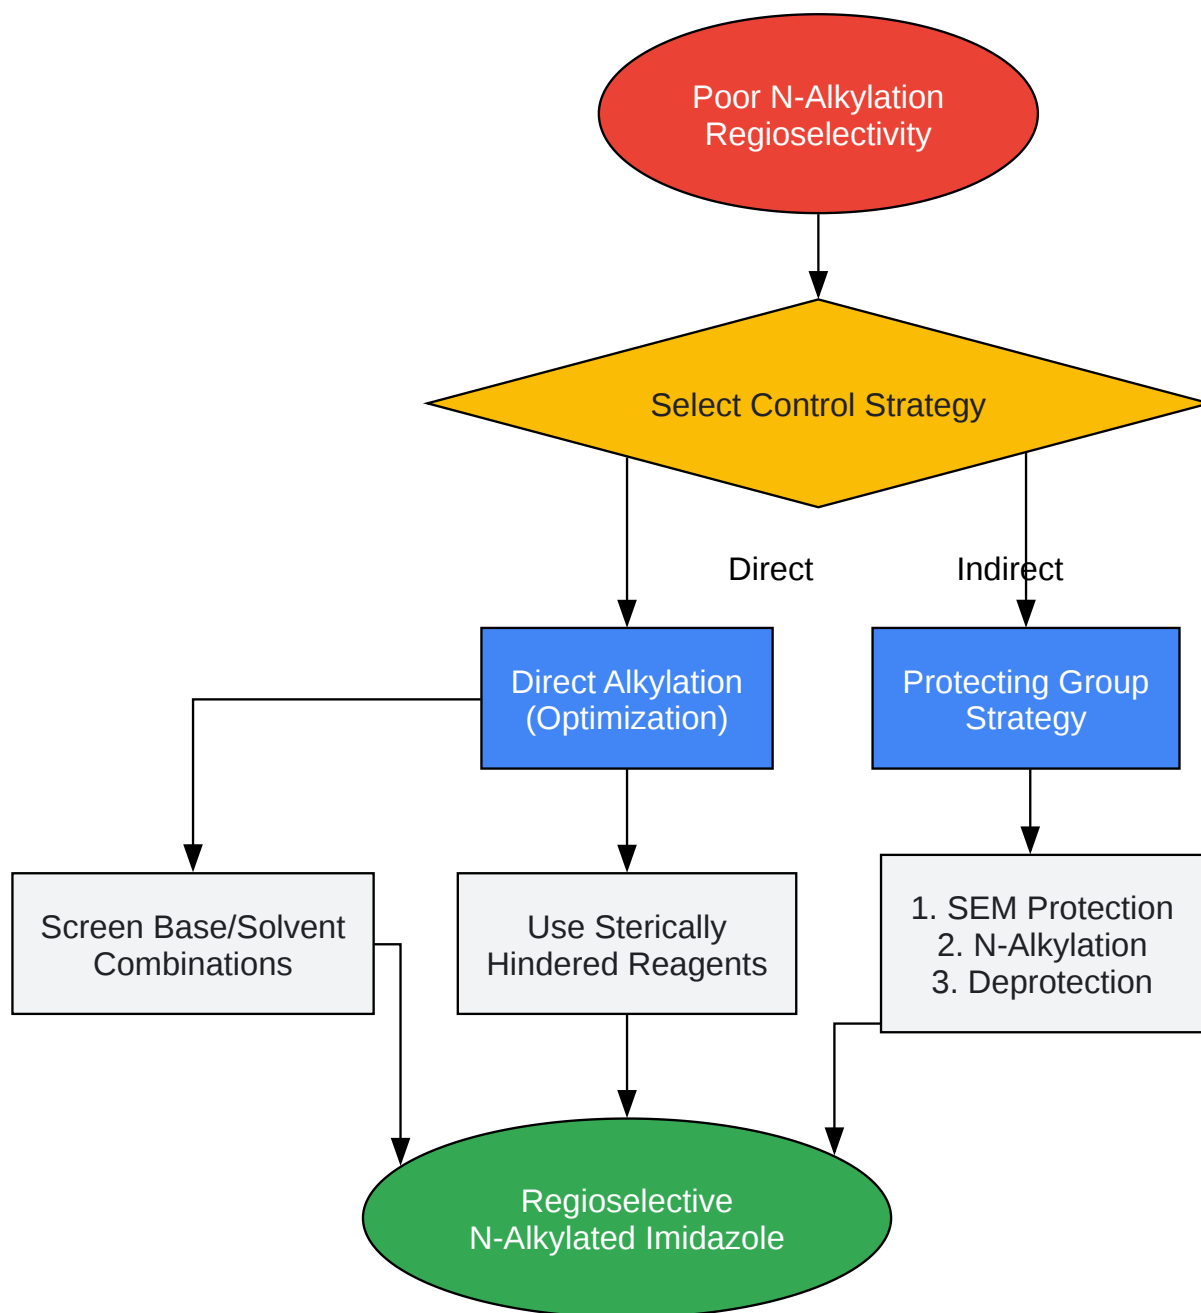 Poor N-Alkylation
Regioselectivity
Select Control Strategy
Direct
Indirect
Direct Alkylation
(Optimization)
Protecting Group
Strategy
Screen Base/Solvent
Combinations
Use Sterically
Hindered Reagents
1. SEM Protection
2. N-Alkylation
3. Deprotection
Regioselective
N-Alkylated Imidazole